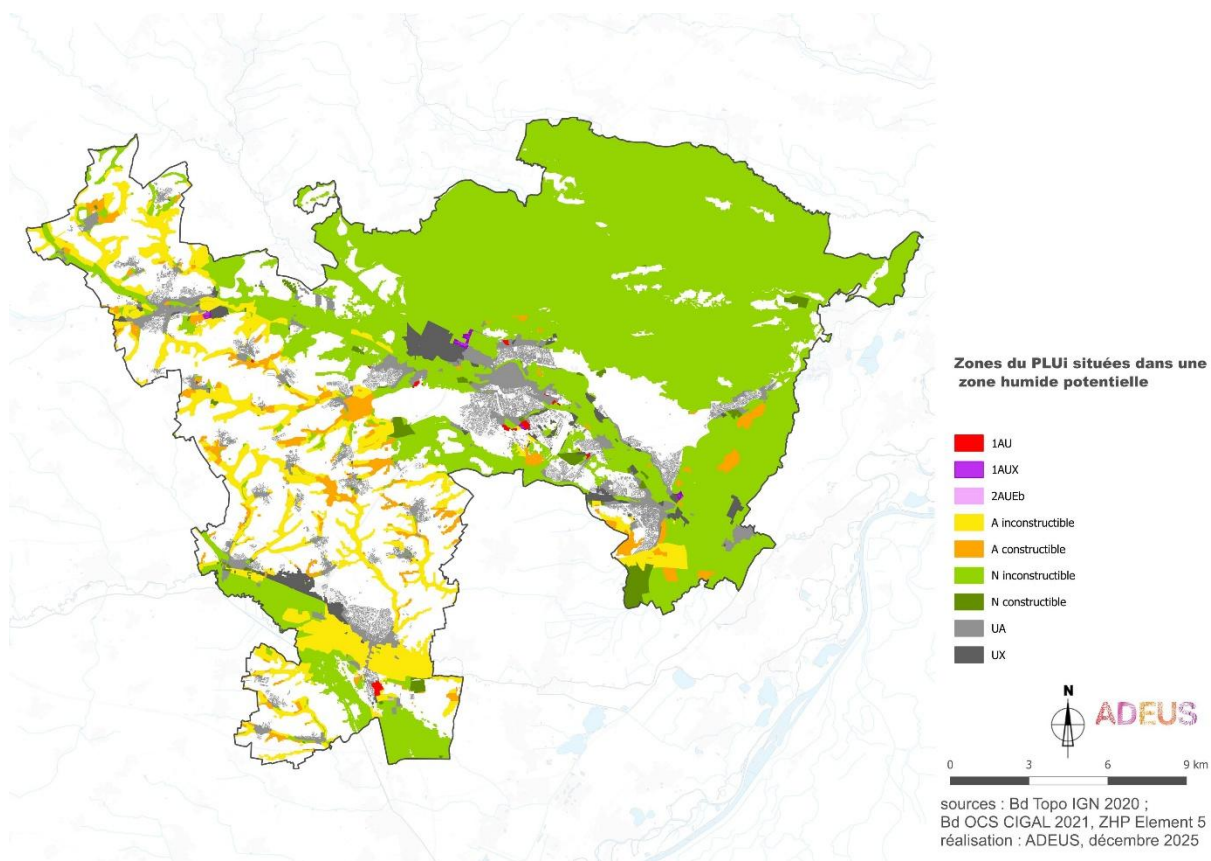 Zones du PLUi situées dans une
zone humide potentielle
1AU
1AUX
2AUEb
A inconstructible
A constructible
N inconstructible
N constructible
UA
UX
N
ADEUS
0 3 6 9 km
sources : Bd Topo IGN 2020 ;
Bd OCS CIGAL 2021, ZHP Element 5
réalisation : ADEUS, décembre 2025